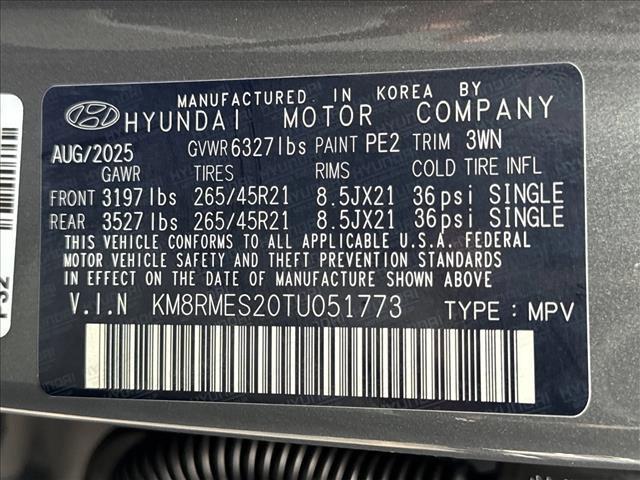 MANUFACTURED IN KOREA BY
HYUNDAI MOTOR COMPANY
AUG/2025 GVWR 6327lbs PAINT PE2 TRIM 3WN
GAWR TIRES RIMS COLD TIRE INFL
FRONT 3197lbs 265/45R21 8.5JX21 36psi SINGLE
REAR 3527lbs 265/45R21 8.5JX21 36psi SINGLE
THIS VEHICLE CONFORMS TO ALL APPLICABLE U.S.A. FEDERAL
MOTOR VEHICLE SAFETY AND THEFT PREVENTION STANDARDS
IN EFFECT ON THE DATE OF MANUFACTURE SHOWN ABOVE.
V.I.N KM8RMES20TU051773 TYPE : MPV